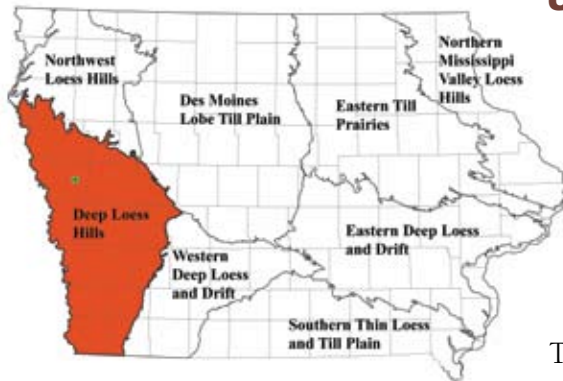 Northwest
Loess Hills
Des Moines
Lobe Till Plain
Eastern Till
Prairies
Northern
Mississippi
Valley Loess
Hills
Deep Loess
Hills
Western
Deep Loess
and Drift
Eastern Deep Loess
and Drift
Southern Thin Loess
and Till Plain
T